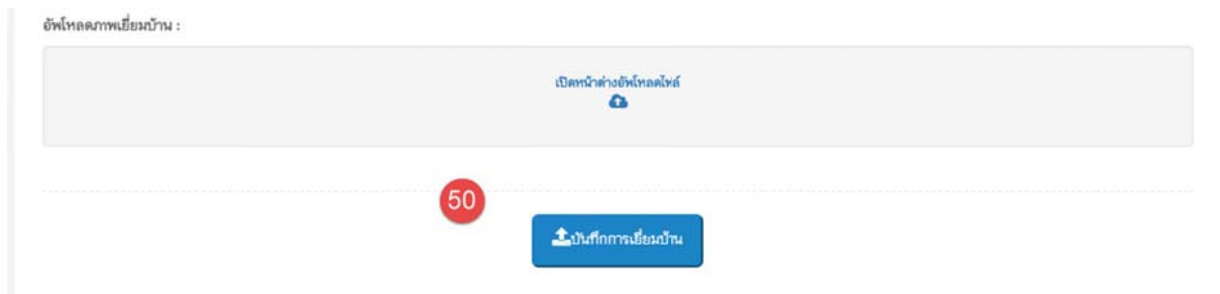 อัพโหลดภาพเยี่ยมบ้าน :
เปิดหน้าต่างอัพโหลดไฟล์
50
บันทึกการเยี่ยมบ้าน